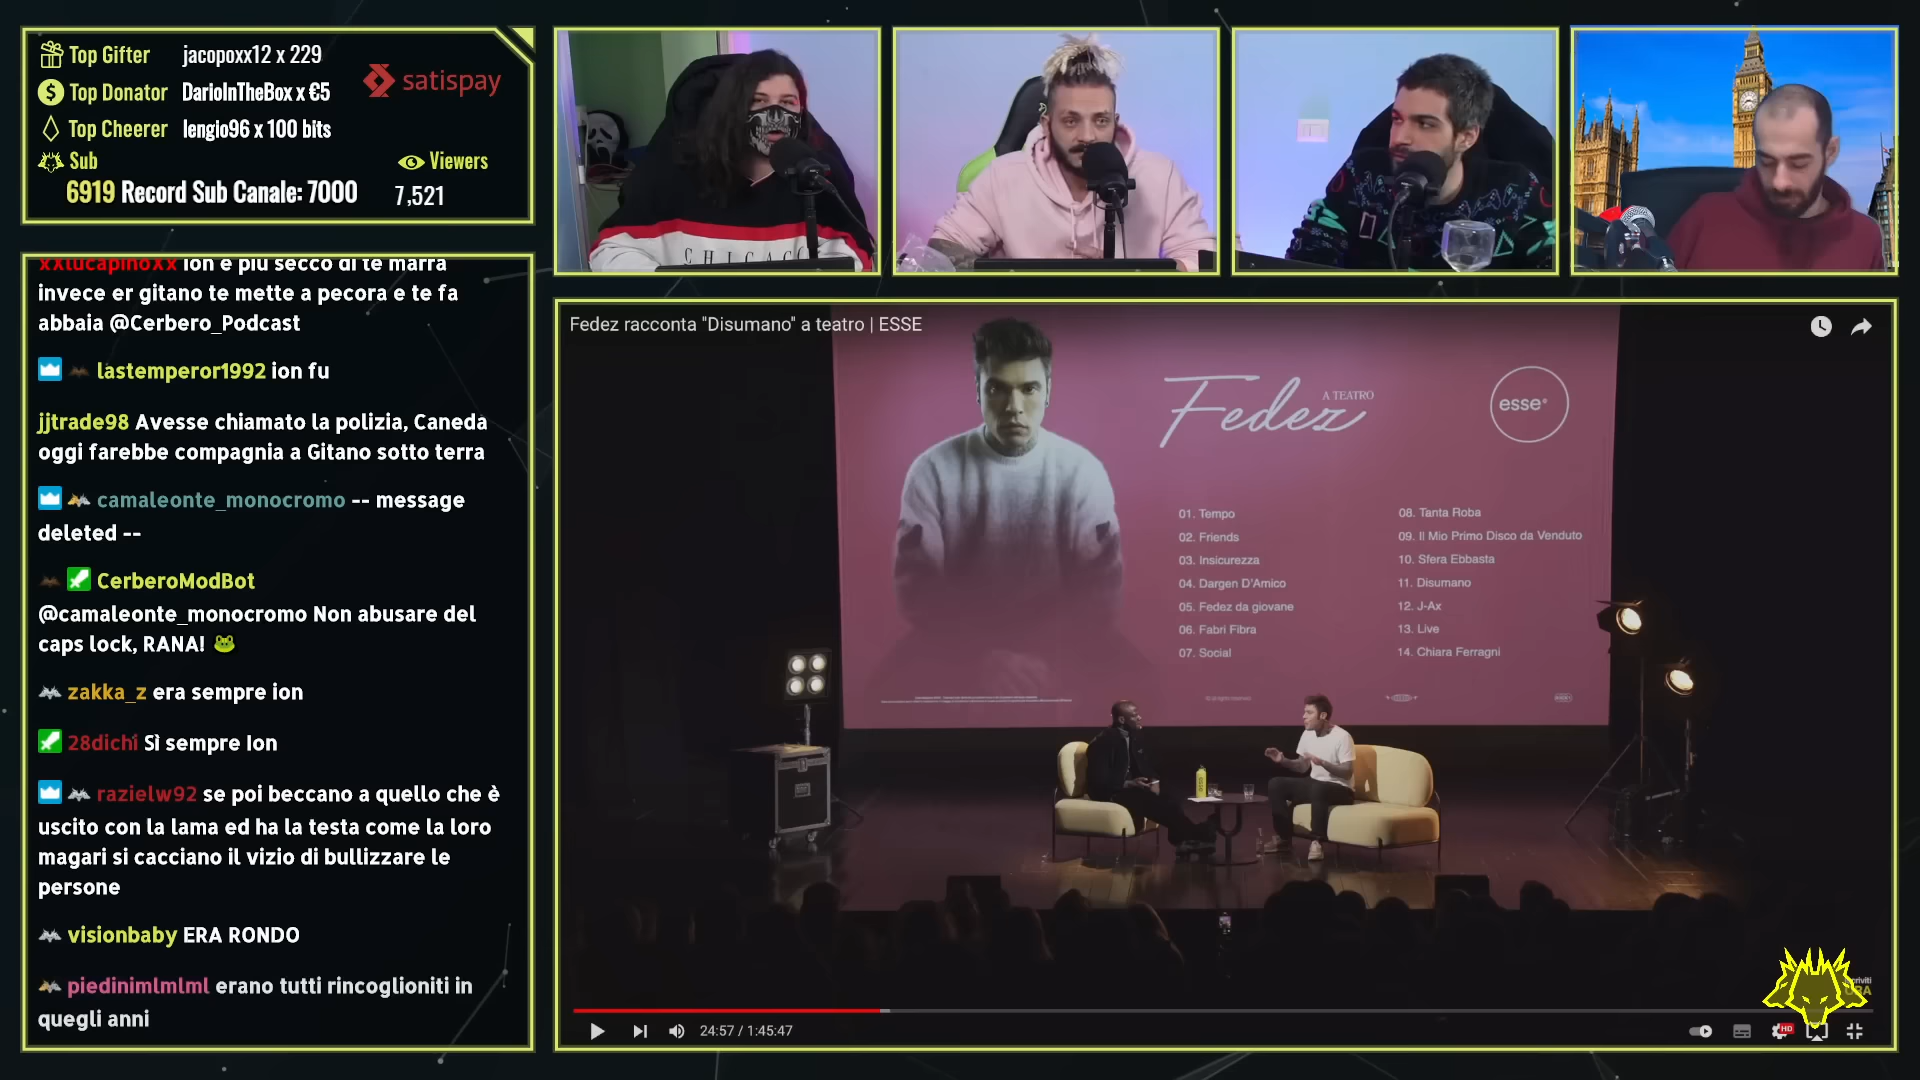 Top Gifter jacopoxx12 x 229
satispay
Top Donator DarioInTheBox x €5
Top Cheerer lengio96 x 100 bits
Sub
Viewers
6919 Record Sub Canale: 7000
7,521
xXlucapinoXx Ion è più secco di te marra
invece er gitano te mette a pecora e te fa
abbaia @Cerbero_Podcast
lastemperor1992 ion fu
jjtrade98 Avesse chiamato la polizia, Caneda
oggi farebbe compagnia a Gitano sotto terra
camaleonte_monocromo -- message
deleted --
CerberoModBot
@camaleonte_monocromo Non abusare del
caps lock, RANA! 🐸
zakka_z era sempre ion
28dichi Sì sempre Ion
razielw92 se poi beccano a quello che è
uscito con la lama ed ha la testa come la loro
magari si cacciano il vizio di bullizzare le
persone
visionbaby ERA RONDO
piedinimlmlml erano tutti rincoglioniti in
quegli anni
CHICAGO
Fedez racconta "Disumano" a teatro | ESSE
Fedez
A TEATRO
esse
01. Tempo
02. Friends
03. Insicurezza
04. Dargen D'Amico
05. Fedez da giovane
06. Fabri Fibra
07. Social
08. Tanta Roba
09. Il Mio Primo Disco da Venduto
10. Sfera Ebbasta
11. Disumano
12. J-Ax
13. Live
14. Chiara Ferragni
24:57 / 1:45:47
HD